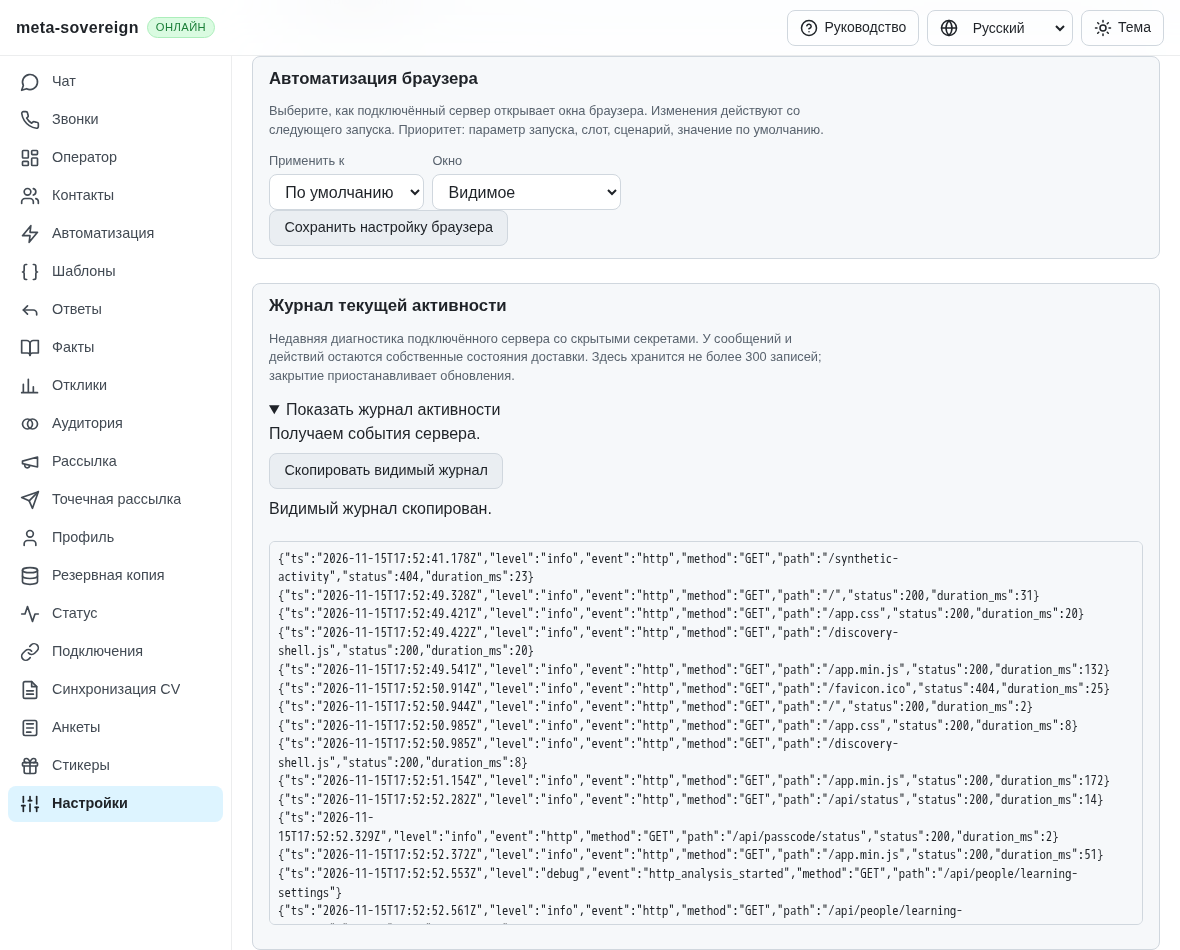 meta-sovereign ОНЛАЙН
Руководство
Русский
Тема
Чат
Звонки
Оператор
Контакты
Автоматизация
Шаблоны
Ответы
Факты
Отклики
Аудитория
Рассылка
Точечная рассылка
Профиль
Резервная копия
Статус
Подключения
Синхронизация CV
Анкеты
Стикеры
Настройки
Автоматизация браузера
Выберите, как подключённый сервер открывает окна браузера. Изменения действуют со
следующего запуска. Приоритет: параметр запуска, слот, сценарий, значение по умолчанию.
Применить к
Окно
По умолчанию
Видимое
Сохранить настройку браузера
Журнал текущей активности
Недавняя диагностика подключённого сервера со скрытыми секретами. У сообщений и
действий остаются собственные состояния доставки. Здесь хранится не более 300 записей;
закрытие приостанавливает обновления.
▼ Показать журнал активности
Получаем события сервера.
Скопировать видимый журнал
Видимый журнал скопирован.
{"ts":"2026-11-15T17:52:41.178Z","level":"info","event":"http","method":"GET","path":"/synthetic-
activity","status":404,"duration_ms":23}
{"ts":"2026-11-15T17:52:49.328Z","level":"info","event":"http","method":"GET","path":"/","status":200,"duration_ms":31}
{"ts":"2026-11-15T17:52:49.421Z","level":"info","event":"http","method":"GET","path":"/app.css","status":200,"duration_ms":20}
{"ts":"2026-11-15T17:52:49.422Z","level":"info","event":"http","method":"GET","path":"/discovery-
shell.js","status":200,"duration_ms":20}
{"ts":"2026-11-15T17:52:49.541Z","level":"info","event":"http","method":"GET","path":"/app.min.js","status":200,"duration_ms":132}
{"ts":"2026-11-15T17:52:50.914Z","level":"info","event":"http","method":"GET","path":"/favicon.ico","status":404,"duration_ms":25}
{"ts":"2026-11-15T17:52:50.944Z","level":"info","event":"http","method":"GET","path":"/","status":200,"duration_ms":2}
{"ts":"2026-11-15T17:52:50.985Z","level":"info","event":"http","method":"GET","path":"/app.css","status":200,"duration_ms":8}
{"ts":"2026-11-15T17:52:50.985Z","level":"info","event":"http","method":"GET","path":"/discovery-
shell.js","status":200,"duration_ms":8}
{"ts":"2026-11-15T17:52:51.154Z","level":"info","event":"http","method":"GET","path":"/app.min.js","status":200,"duration_ms":172}
{"ts":"2026-11-15T17:52:52.282Z","level":"info","event":"http","method":"GET","path":"/api/status","status":200,"duration_ms":14}
{"ts":"2026-11-
15T17:52:52.329Z","level":"info","event":"http","method":"GET","path":"/api/passcode/status","status":200,"duration_ms":2}
{"ts":"2026-11-15T17:52:52.372Z","level":"info","event":"http","method":"GET","path":"/app.min.js","status":200,"duration_ms":51}
{"ts":"2026-11-15T17:52:52.553Z","level":"debug","event":"http_analysis_started","method":"GET","path":"/api/people/learning-
settings"}
{"ts":"2026-11-15T17:52:52.561Z","level":"info","event":"http","method":"GET","path":"/api/people/learning-